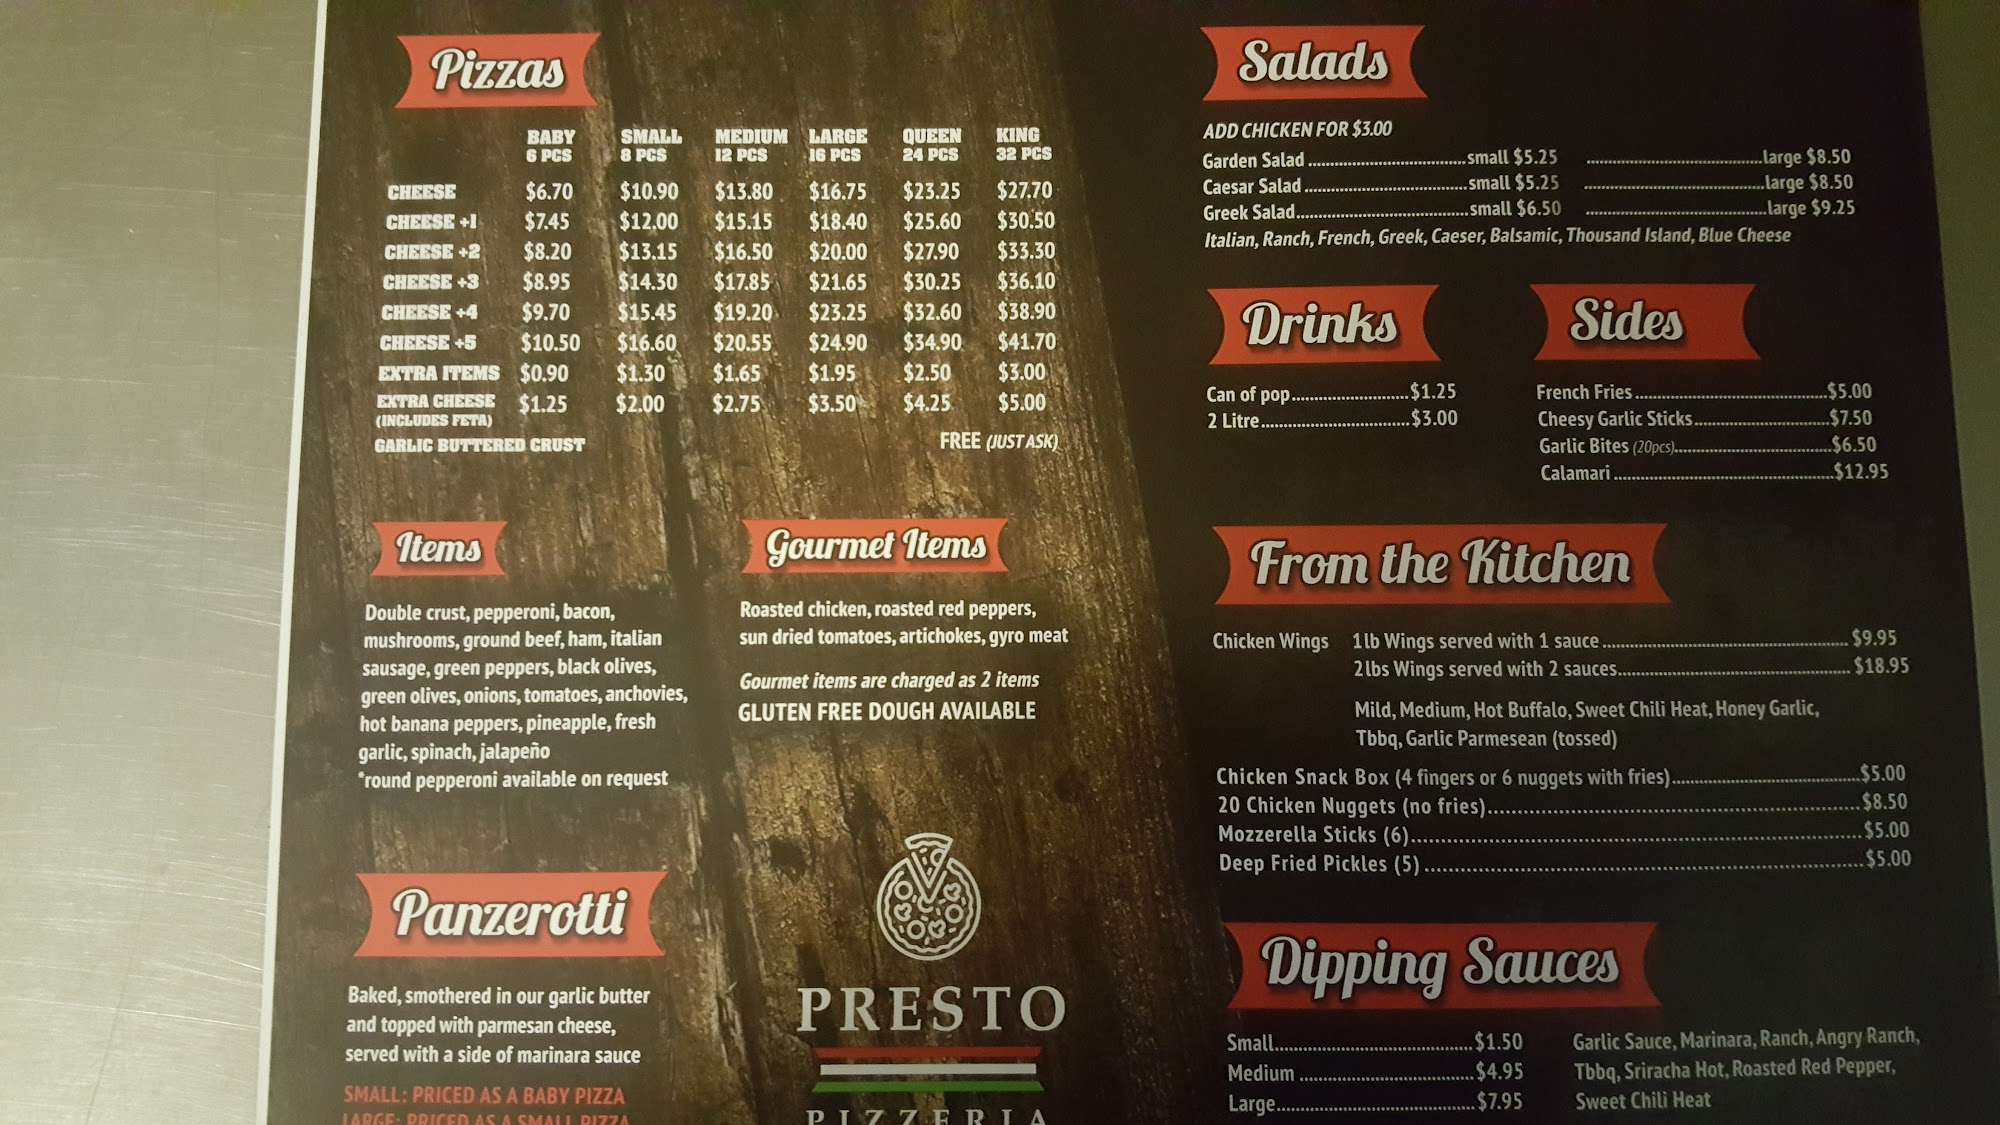 Pizzas
BABY SMALL MEDIUM LARGE QUEEN KING
6 PCS 8 PCS 12 PCS 16 PCS 24 PCS 32 PCS
CHEESE $6.70 $10.90 $13.80 $16.75 $23.25 $27.70
CHEESE +1 $7.45 $12.00 $15.15 $18.40 $25.60 $30.50
CHEESE +2 $8.20 $13.15 $16.50 $20.00 $27.90 $33.30
CHEESE +3 $8.95 $14.30 $17.85 $21.65 $30.25 $36.10
CHEESE +4 $9.70 $15.45 $19.20 $23.25 $32.60 $38.90
CHEESE +5 $10.50 $16.60 $20.55 $24.90 $34.90 $41.70
EXTRA ITEMS $0.90 $1.30 $1.65 $1.95 $2.50 $3.00
EXTRA CHEESE $1.25 $2.00 $2.75 $3.50 $4.25 $5.00
(INCLUDES FETA)
GARLIC BUTTERED CRUST FREE (JUST ASK)
Items
Double crust, pepperoni, bacon,
mushrooms, ground beef, ham, italian
sausage, green peppers, black olives,
green olives, onions, tomatoes, anchovies,
hot banana peppers, pineapple, fresh
garlic, spinach, jalapeño
*round pepperoni available on request
Gourmet Items
Roasted chicken, roasted red peppers,
sun dried tomatoes, artichokes, gyro meat
Gourmet items are charged as 2 items
GLUTEN FREE DOUGH AVAILABLE
Panzerotti
Baked, smothered in our garlic butter
and topped with parmesan cheese,
served with a side of marinara sauce
SMALL: PRICED AS A BABY PIZZA
LARGE: PRICED AS A SMALL PIZZA
PRESTO
PIZZERIA
Salads
ADD CHICKEN FOR $3.00
Garden Salad ................................small $5.25 ....................................large $8.50
Caesar Salad .................................small $5.25 .....................................large $8.50
Greek Salad...................................small $6.50 .....................................large $9.25
Italian, Ranch, French, Greek, Caeser, Balsamic, Thousand Island, Blue Cheese
Drinks
Can of pop........................$1.25
2 Litre...............................$3.00
Sides
French Fries.......................................$5.00
Cheesy Garlic Sticks............................$7.50
Garlic Bites (20pcs)................................$6.50
Calamari .............................................$12.95
From the Kitchen
Chicken Wings 1lb Wings served with 1 sauce.................................................. $9.95
2lbs Wings served with 2 sauces............................................... $18.95
Mild, Medium, Hot Buffalo, Sweet Chili Heat, Honey Garlic,
Tbbq, Garlic Parmesean (tossed)
Chicken Snack Box (4 fingers or 6 nuggets with fries)......................................$5.00
20 Chicken Nuggets (no fries)..................................................$8.50
Mozzerella Sticks (6)............................................................$5.00
Deep Fried Pickles (5)..........................................................$5.00
Dipping Sauces
Small.........................................$1.50
Medium ....................................$4.95
Large.........................................$7.95
Garlic Sauce, Marinara, Ranch, Angry Ranch,
Tbbq, Sriracha Hot, Roasted Red Pepper,
Sweet Chili Heat